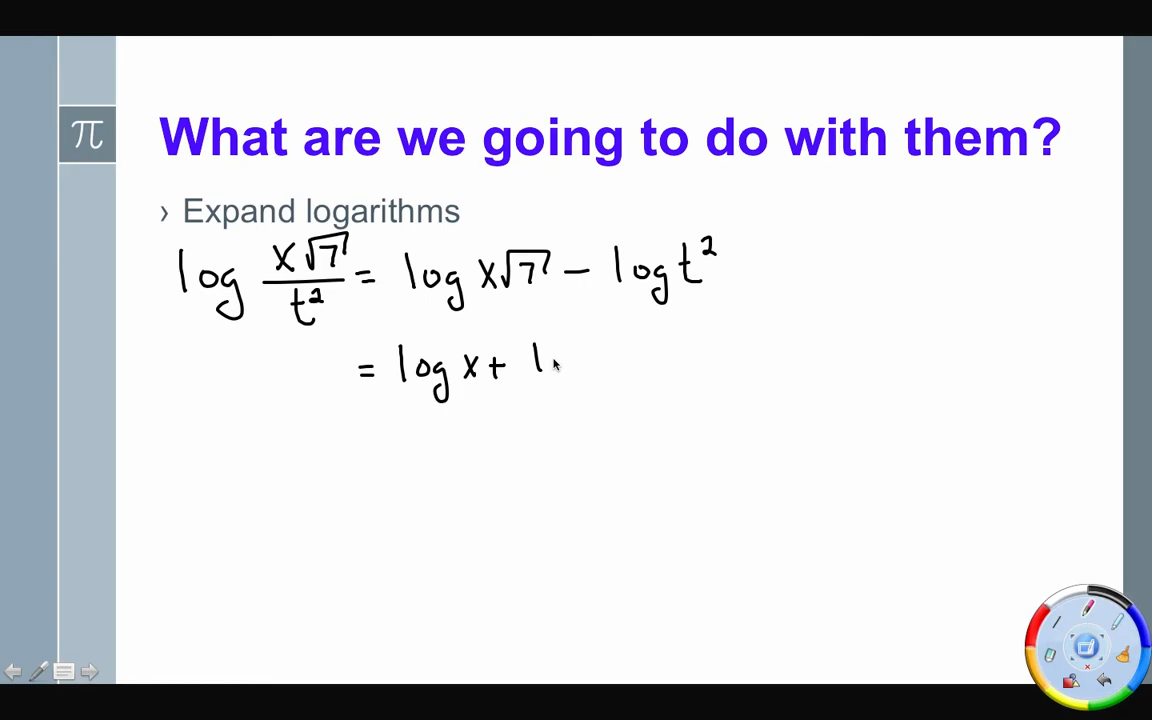 π
What are we going to do with them?
› Expand logarithms
log x√7/t² = log x√7 − log t²
= log x + l